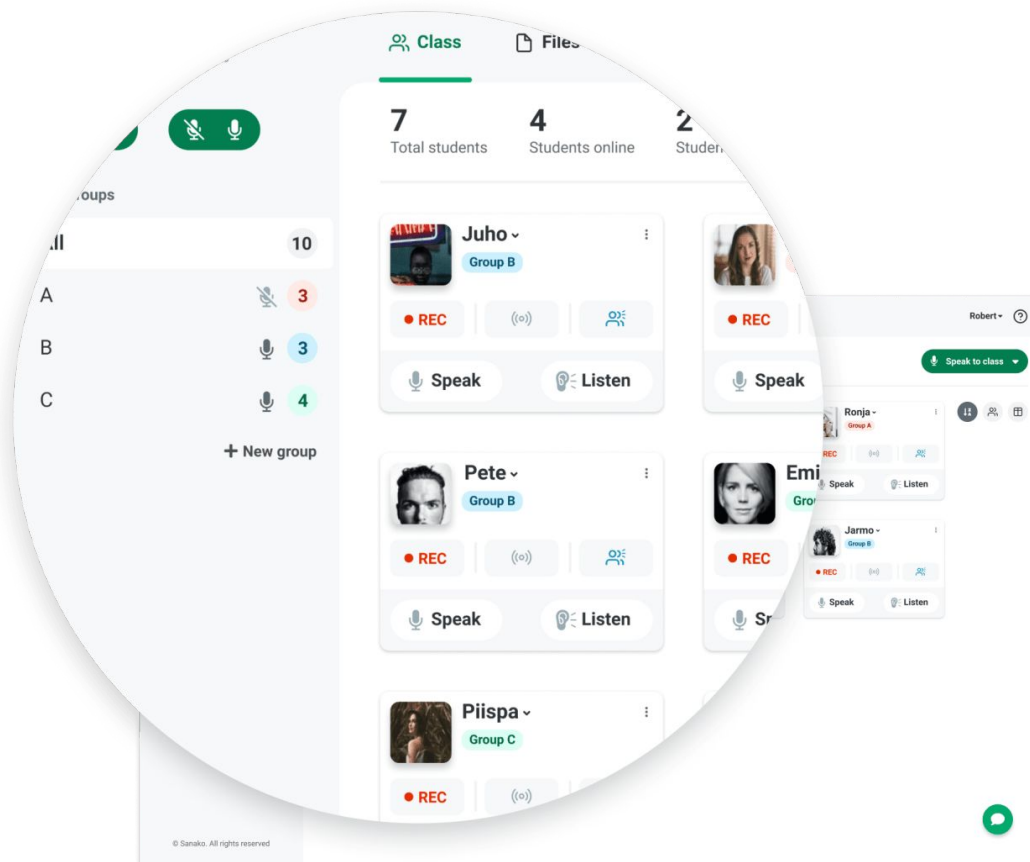 Class
Files
7
4
2
Total students
Students online
10
A
3
B
3
C
4
+ New group
Juho
Group B
REC
Speak
Listen
REC
Speak
Pete
Group B
REC
Speak
Listen
REC
Piispa
Group C
REC
Robert
?
Speak to class
Ronja
Group A
REC
Speak
Listen
Jarmo
Group B
REC
Speak
Listen
© Sanako. All rights reserved